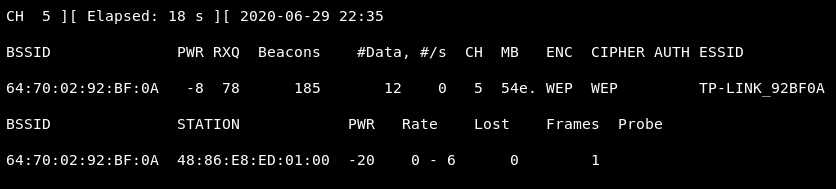 CH  5 ][ Elapsed: 18 s ][ 2020-06-29 22:35
BSSID              PWR RXQ  Beacons    #Data, #/s  CH  MB   ENC  CIPHER AUTH ESSID
64:70:02:92:BF:0A   -8  78      185       12    0   5  54e. WEP  WEP         TP-LINK_92BF0A
BSSID              STATION            PWR   Rate    Lost    Frames  Probe
64:70:02:92:BF:0A  48:86:E8:ED:01:00  -20    0 - 6      0        1